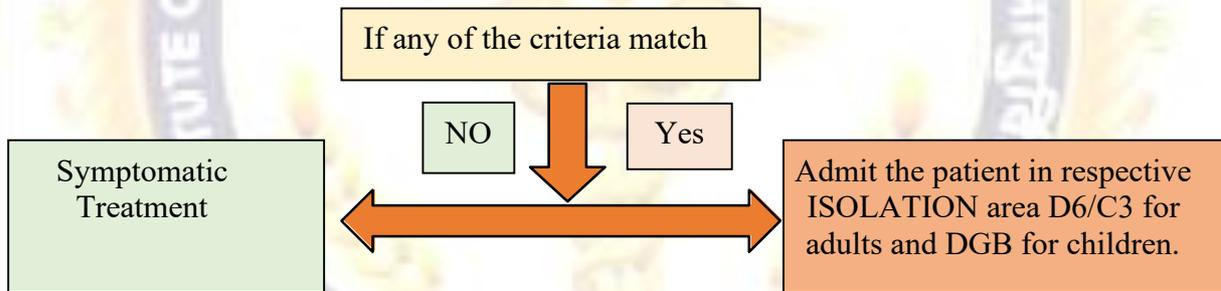 If any of the criteria match
NO
Yes
Symptomatic
Treatment
Admit the patient in respective
ISOLATION area D6/C3 for
adults and DGB for children.